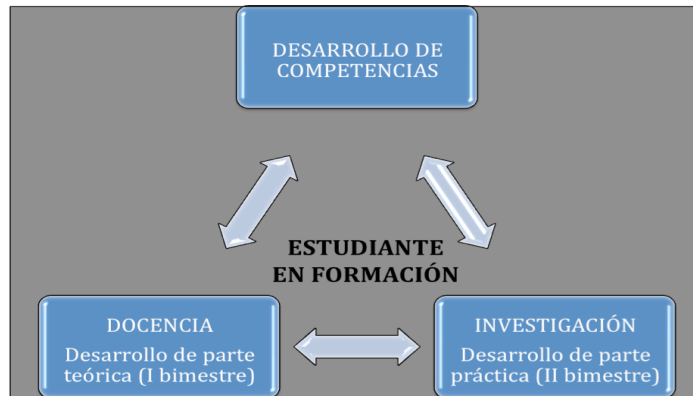 DESARROLLO DE
COMPETENCIAS
ESTUDIANTE
EN FORMACIÓN
DOCENCIA
Desarrollo de parte
teórica (I bimestre)
INVESTIGACIÓN
Desarrollo de parte
práctica (II bimestre)